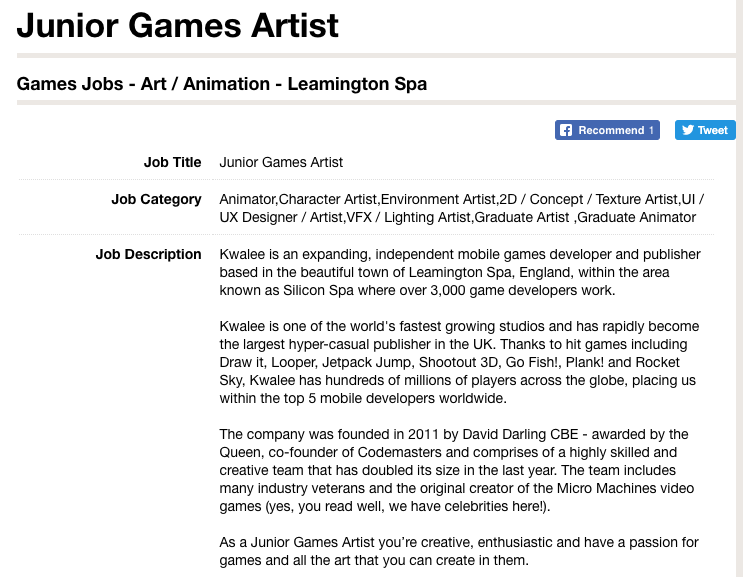 Junior Games Artist
Games Jobs - Art / Animation - Leamington Spa
Recommend 1
Tweet
Job Title Junior Games Artist
Job Category Animator,Character Artist,Environment Artist,2D / Concept / Texture Artist,UI /
UX Designer / Artist,VFX / Lighting Artist,Graduate Artist ,Graduate Animator
Job Description Kwalee is an expanding, independent mobile games developer and publisher
based in the beautiful town of Leamington Spa, England, within the area
known as Silicon Spa where over 3,000 game developers work.
Kwalee is one of the world's fastest growing studios and has rapidly become
the largest hyper-casual publisher in the UK. Thanks to hit games including
Draw it, Looper, Jetpack Jump, Shootout 3D, Go Fish!, Plank! and Rocket
Sky, Kwalee has hundreds of millions of players across the globe, placing us
within the top 5 mobile developers worldwide.
The company was founded in 2011 by David Darling CBE - awarded by the
Queen, co-founder of Codemasters and comprises of a highly skilled and
creative team that has doubled its size in the last year. The team includes
many industry veterans and the original creator of the Micro Machines video
games (yes, you read well, we have celebrities here!).
As a Junior Games Artist you’re creative, enthusiastic and have a passion for
games and all the art that you can create in them.